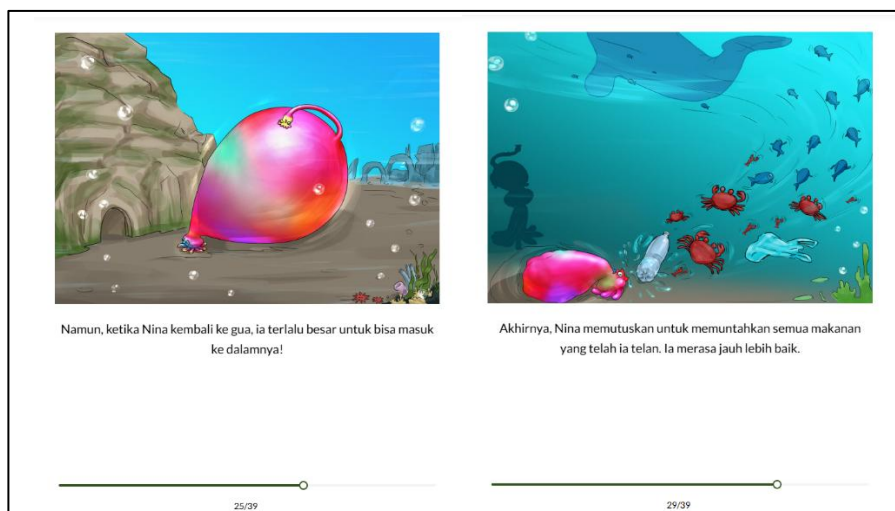 Namun, ketika Nina kembali ke gua, ia terlalu besar untuk bisa masuk
ke dalamnya!
25/39
Akhirnya, Nina memutuskan untuk memuntahkan semua makanan
yang telah ia telan. Ia merasa jauh lebih baik.
29/39